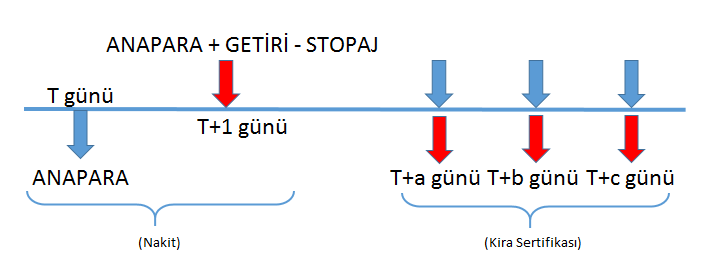 ANAPARA + GETİRİ - STOPAJ
T günü
T+1 günü
ANAPARA
T+a günü T+b günü T+c günü
(Nakit)
(Kira Sertifikası)